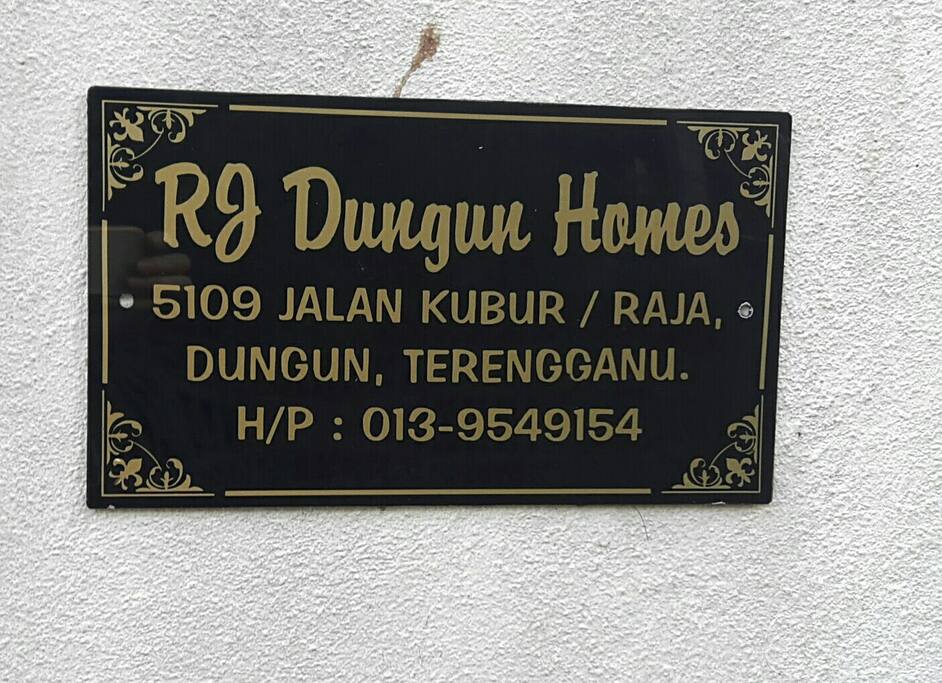 RJ Dungun Homes
5109 JALAN KUBUR / RAJA,
DUNGUN, TERENGGANU.
H/P : 013-9549154